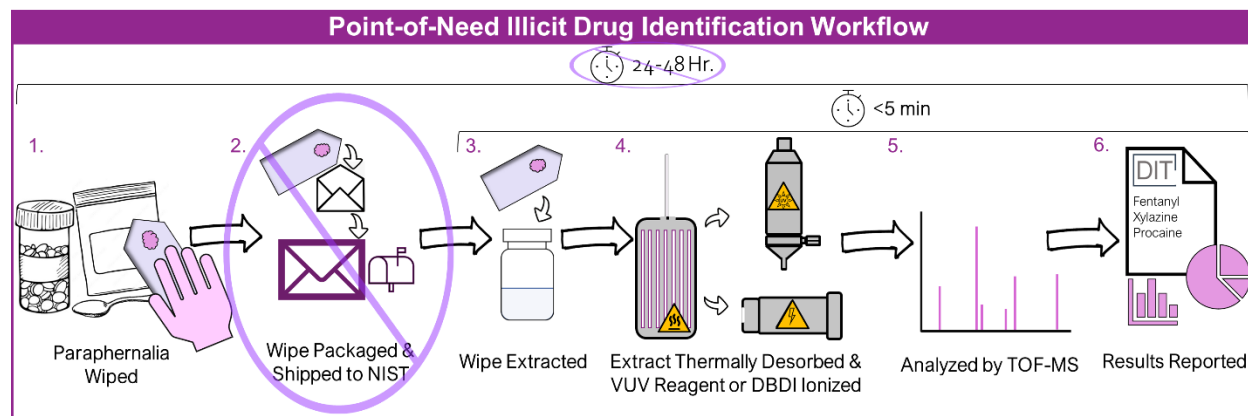 Point-of-Need Illicit Drug Identification Workflow
24-48 Hr.
<5 min
1.
2.
3.
4.
5.
6.
DIT
Fentanyl
Xylazine
Procaine
UV
Paraphernalia
Wiped
Wipe Packaged &
Shipped to NIST
Wipe Extracted
Extract Thermally Desorbed &
VUV Reagent or DBDI Ionized
Analyzed by TOF-MS
Results Reported